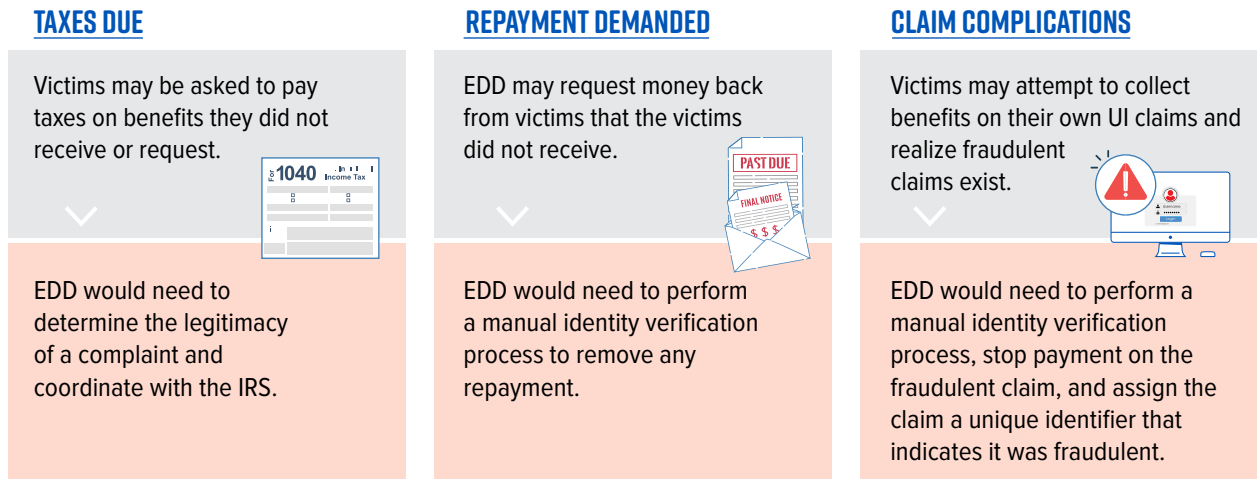 TAXES DUE
Victims may be asked to pay
taxes on benefits they did not
receive or request.
For 1040
Income Tax
EDD would need to
determine the legitimacy
of a complaint and
coordinate with the IRS.
REPAYMENT DEMANDED
EDD may request money back
from victims that the victims
did not receive.
PAST DUE
FINAL NOTICE
$ $ $
EDD would need to perform
a manual identity verification
process to remove any
repayment.
CLAIM COMPLICATIONS
Victims may attempt to collect
benefits on their own UI claims and
realize fraudulent
claims exist.
Username
Login
EDD would need to perform a
manual identity verification
process, stop payment on the
fraudulent claim, and assign the
claim a unique identifier that
indicates it was fraudulent.